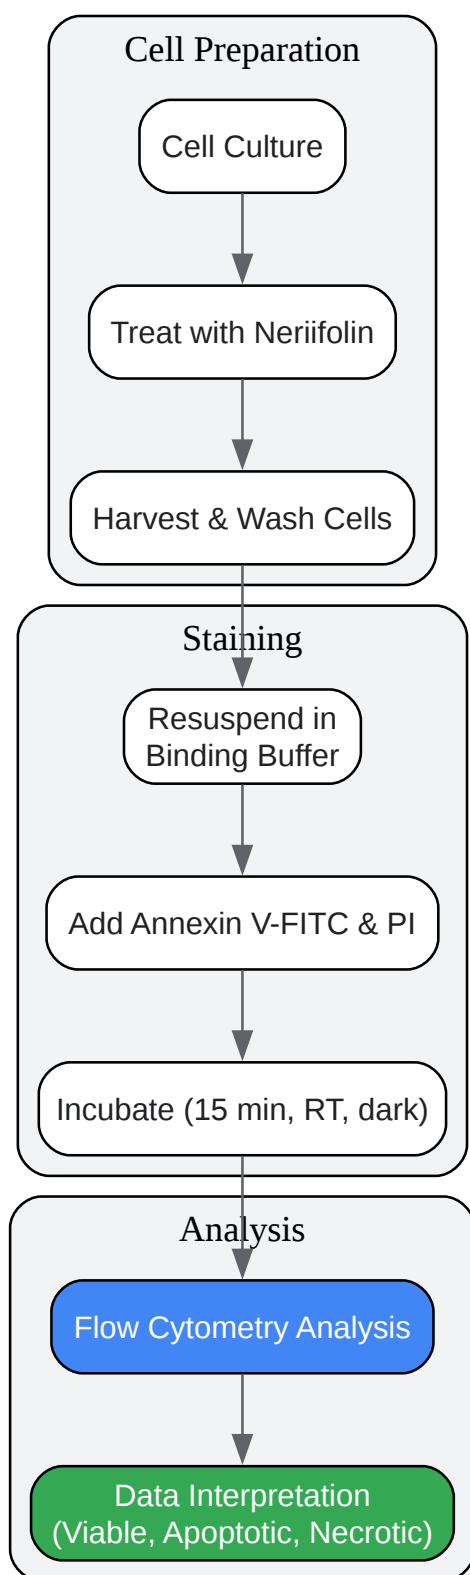 Cell Preparation
Cell Culture
Treat with Neriifolin
Harvest & Wash Cells
Staining
Resuspend in
Binding Buffer
Add Annexin V-FITC & PI
Incubate (15 min, RT, dark)
Analysis
Flow Cytometry Analysis
Data Interpretation
(Viable, Apoptotic, Necrotic)